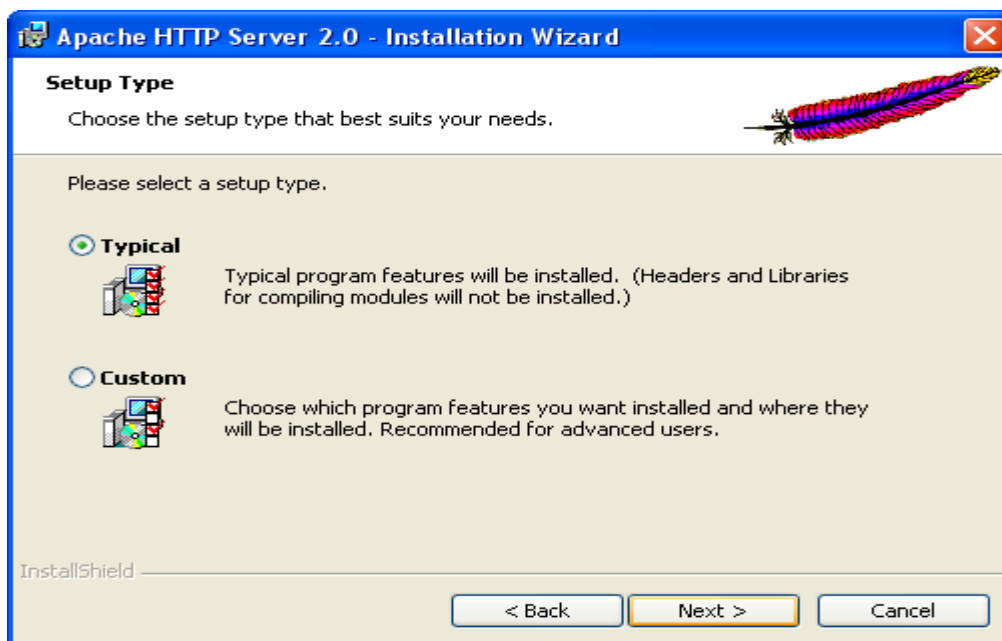 Apache HTTP Server 2.0 - Installation Wizard
Setup Type
Choose the setup type that best suits your needs.
Please select a setup type.
Typical
Typical program features will be installed.  (Headers and Libraries
for compiling modules will not be installed.)
Custom
Choose which program features you want installed and where they
will be installed. Recommended for advanced users.
InstallShield
< Back
Next >
Cancel